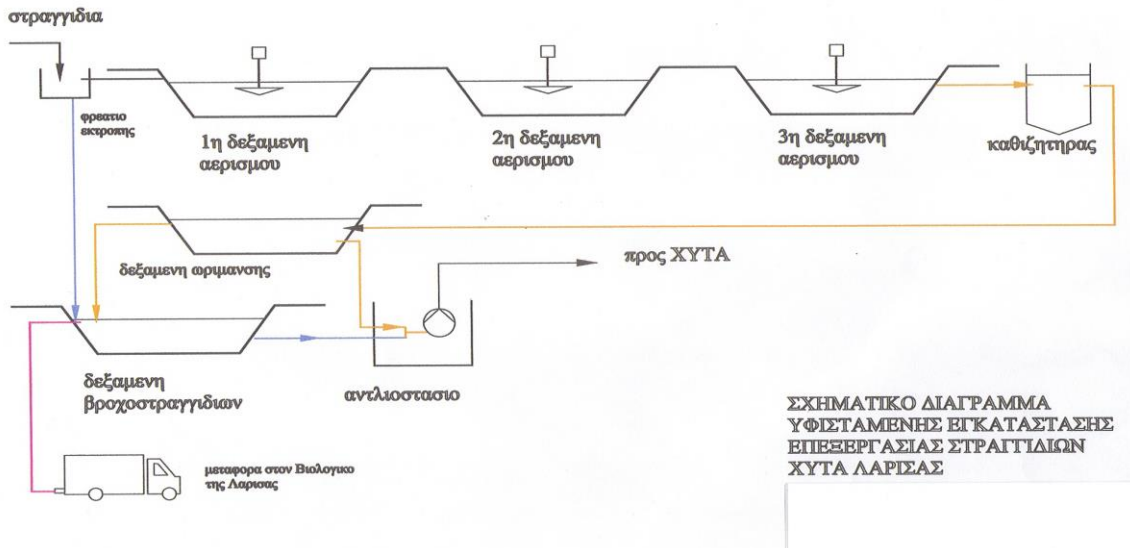 στραγγιδια
φρεατιο
εκτροπης
1η δεξαμενη
αερισμου
2η δεξαμενη
αερισμου
3η δεξαμενη
αερισμου
καθιζητηρας
δεξαμενη ωριμανσης
προς ΧΥΤΑ
δεξαμενη
βροχοστραγγιδιων
αντλιοστασιο
μεταφορα στον Βιολογικο
της Λαρισας
ΣΧΗΜΑΤΙΚΟ ΔΙΑΓΡΑΜΜΑ
ΥΦΙΣΤΑΜΕΝΗΣ ΕΓΚΑΤΑΣΤΑΣΗΣ
ΕΠΕΞΕΡΓΑΣΙΑΣ ΣΤΡΑΓΓΙΔΙΩΝ
ΧΥΤΑ ΛΑΡΙΣΑΣ